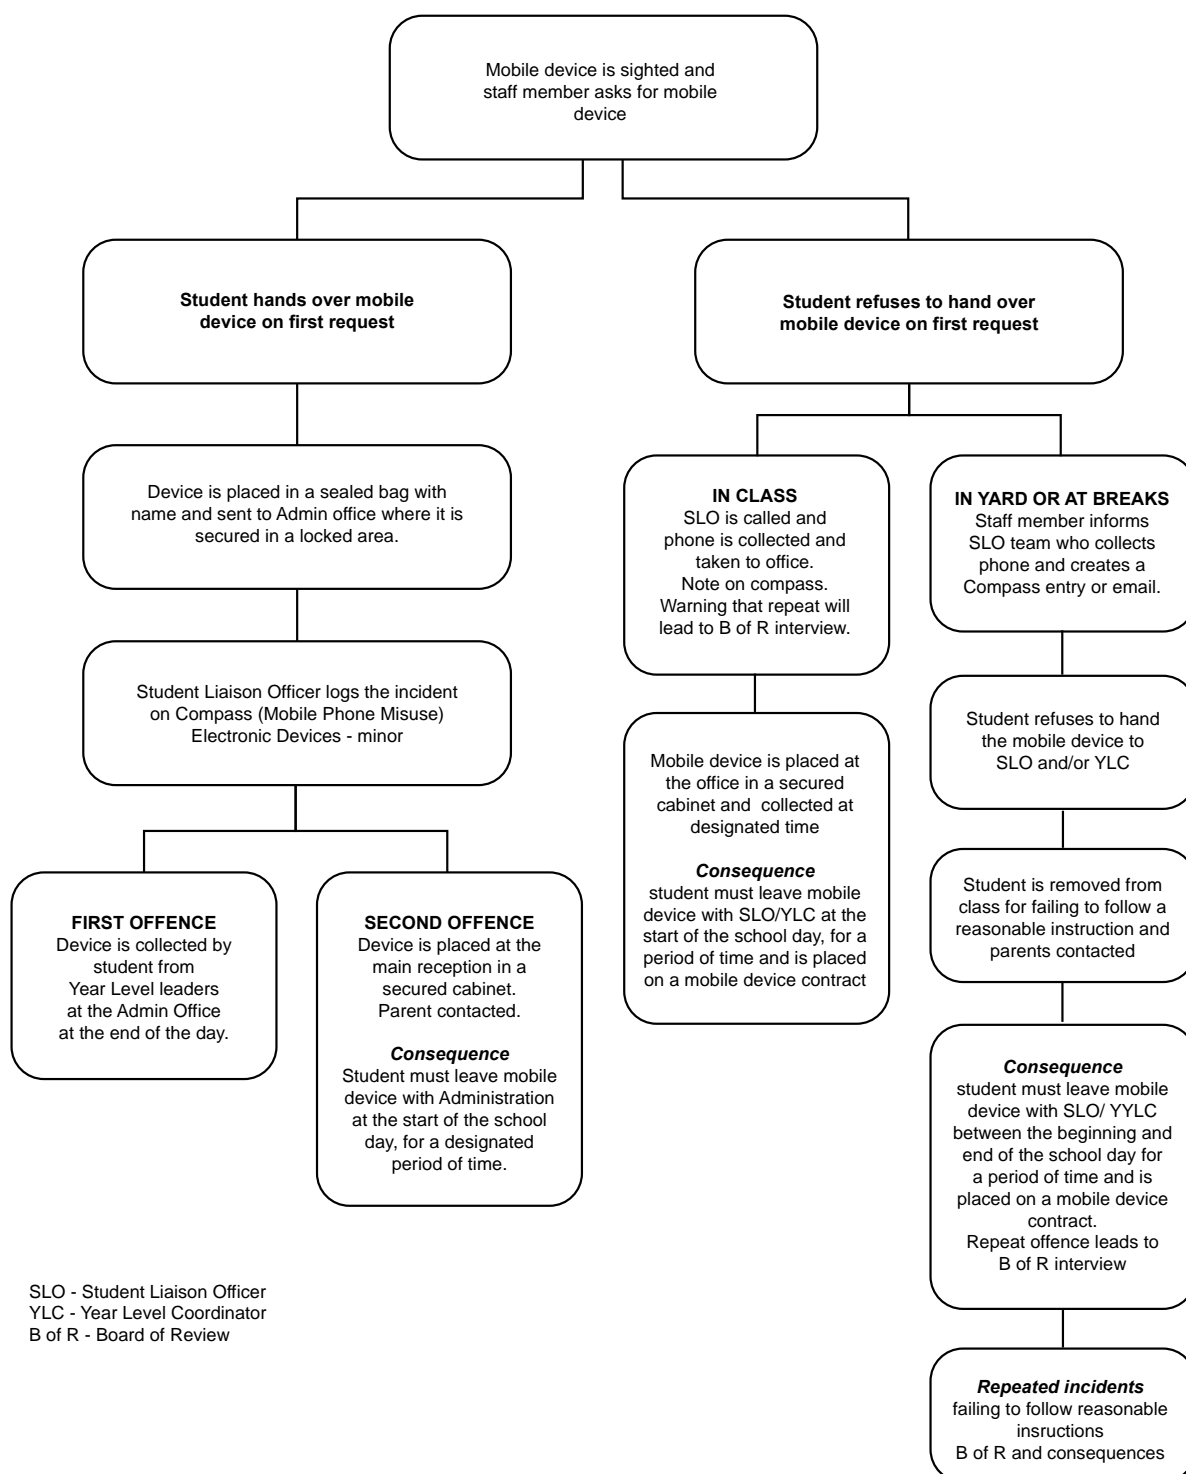 Mobile device is sighted and
staff member asks for mobile
device
Student hands over mobile
device on first request
Student refuses to hand over
mobile device on first request
Device is placed in a sealed bag with
name and sent to Admin office where it is
secured in a locked area.
Student Liaison Officer logs the incident
on Compass (Mobile Phone Misuse)
Electronic Devices - minor
FIRST OFFENCE
Device is collected by
student from
Year Level leaders
at the Admin Office
at the end of the day.
SECOND OFFENCE
Device is placed at the
main reception in a
secured cabinet.
Parent contacted.
Consequence
Student must leave mobile
device with Administration
at the start of the school
day, for a designated
period of time.
IN CLASS
SLO is called and
phone is collected and
taken to office.
Note on compass.
Warning that repeat will
lead to B of R interview.
Mobile device is placed at
the office in a secured
cabinet and  collected at
designated time
Consequence
student must leave mobile
device with SLO/YLC at the
start of the school day, for a
period of time and is placed
on a mobile device contract
IN YARD OR AT BREAKS
Staff member informs
SLO team who collects
phone and creates a
Compass entry or email.
Student refuses to hand
the mobile device to
SLO and/or YLC
Student is removed from
class for failing to follow a
reasonable instruction and
parents contacted
Consequence
student must leave mobile
device with SLO/ YYLC
between the beginning and
end of the school day for
a period of time and is
placed on a mobile device
contract.
Repeat offence leads to
B of R interview
Repeated incidents
failing to follow reasonable
insructions
B of R and consequences
SLO - Student Liaison Officer
YLC - Year Level Coordinator
B of R - Board of Review